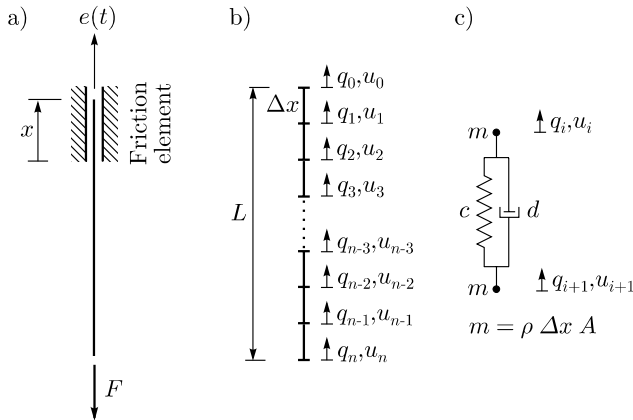 a)
e(t)
x
Friction
element
F
b)
Δx
L
q₀,u₀
q₁,u₁
q₂,u₂
q₃,u₃
qₙ₋₃,uₙ₋₃
qₙ₋₂,uₙ₋₂
qₙ₋₁,uₙ₋₁
qₙ,uₙ
c)
m
qᵢ,uᵢ
c
d
m
qᵢ₊₁,uᵢ₊₁
m = ρ Δx A